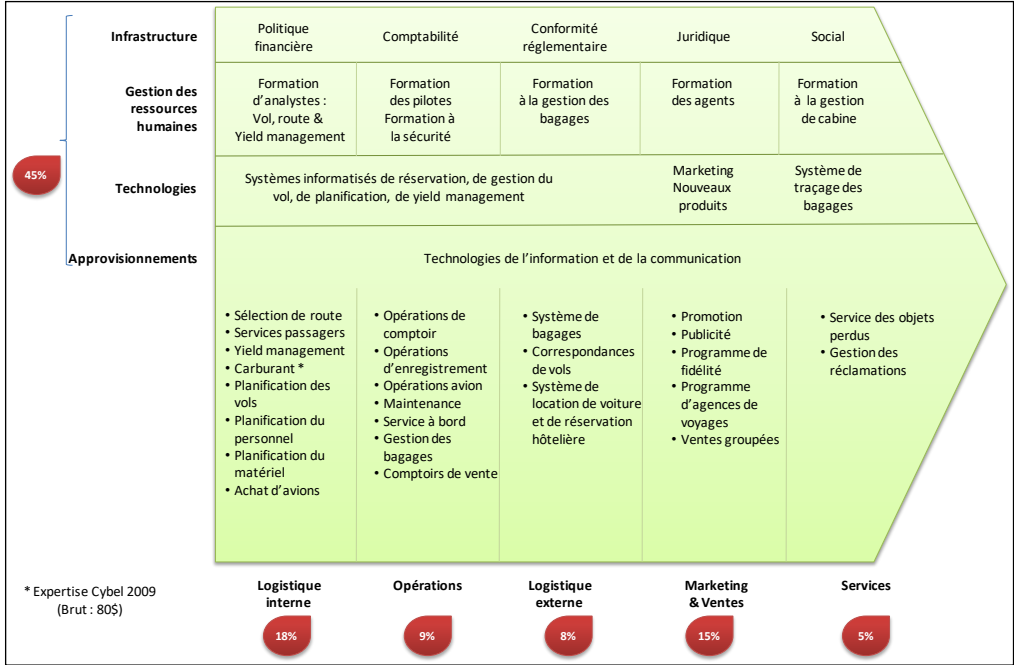 Infrastructure
Politique
financière
Comptabilité
Conformité
réglementaire
Juridique
Social
Gestion des
ressources
humaines
Formation
d'analystes :
Vol, route &
Yield management
Formation
des pilotes
Formation à
la sécurité
Formation
à la gestion des
bagages
Formation
des agents
Formation
à la gestion
de cabine
45%
Technologies
Systèmes informatisés de réservation, de gestion du
vol, de planification, de yield management
Marketing
Nouveaux
produits
Système de
traçage des
bagages
Approvisionnements
Technologies de l'information et de la communication
• Sélection de route
• Services passagers
• Yield management
• Carburant *
• Planification des
vols
• Planification du
personnel
• Planification du
matériel
• Achat d'avions
• Opérations de
comptoir
• Opérations
d'enregistrement
• Opérations avion
• Maintenance
• Service à bord
• Gestion des
bagages
• Comptoirs de vente
• Système de
bagages
• Correspondances
de vols
• Système de
location de voiture
et de réservation
hôtelière
• Promotion
• Publicité
• Programme de
fidélité
• Programme
d'agences de
voyages
• Ventes groupées
• Service des objets
perdus
• Gestion des
réclamations
* Expertise Cybel 2009
(Brut : 80$)
Logistique
interne
18%
Opérations
9%
Logistique
externe
8%
Marketing
& Ventes
15%
Services
5%